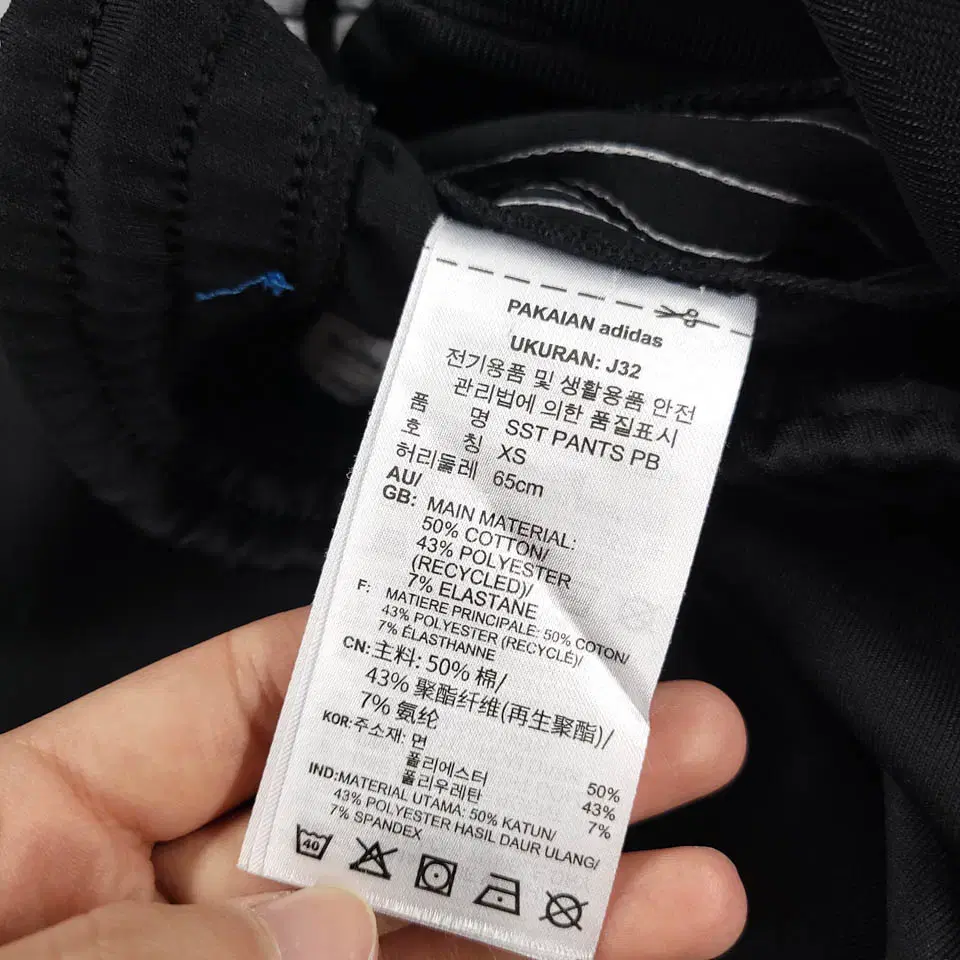 PAKAIAN adidas
UKURAN: J32
전기용품 및 생활용품 안전
관리법에 의한 품질표시
품 명 SST PANTS PB
호 칭 XS
허리둘레 65cm
AU/
GB: MAIN MATERIAL:
50% COTTON/
43% POLYESTER
(RECYCLED)/
7% ELASTANE
F: MATIERE PRINCIPALE: 50% COTON/
43% POLYESTER (RECYCLÉ)/
7% ÉLASTHANNE
CN:主料: 50% 棉/
43% 聚酯纤维(再生聚酯)/
7% 氨纶
KOR:주소재: 면 50%
폴리에스터 43%
폴리우레탄 7%
IND:MATERIAL UTAMA: 50% KATUN/
43% POLYESTER HASIL DAUR ULANG/
7% SPANDEX
40